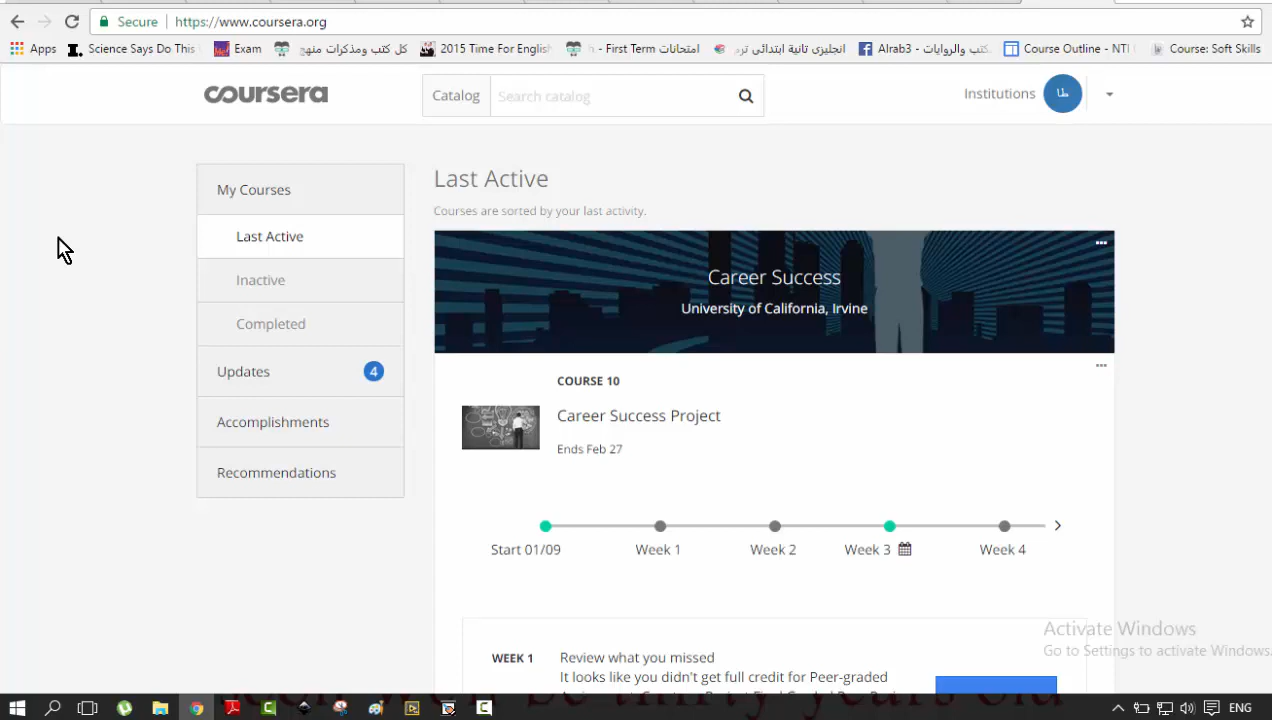 Secure https://www.coursera.org
Apps Science Says Do This Exam كل كتب ومذكرات منهج 2015 Time For English امتحانات - First Term - n انجليزى ثانية ابتدائى ترم كتب والروايات Alrab3 Course Outline - NTI Course: Soft Skills
coursera Catalog Search catalog Institutions
My Courses
Last Active
Inactive
Completed
Updates 4
Accomplishments
Recommendations
Last Active
Courses are sorted by your last activity.
Career Success
University of California, Irvine
COURSE 10
Career Success Project
Ends Feb 27
Start 01/09 Week 1 Week 2 Week 3 Week 4
WEEK 1 Review what you missed
It looks like you didn't get full credit for Peer-graded
Activate Windows
Go to Settings to activate Windows.
ENG